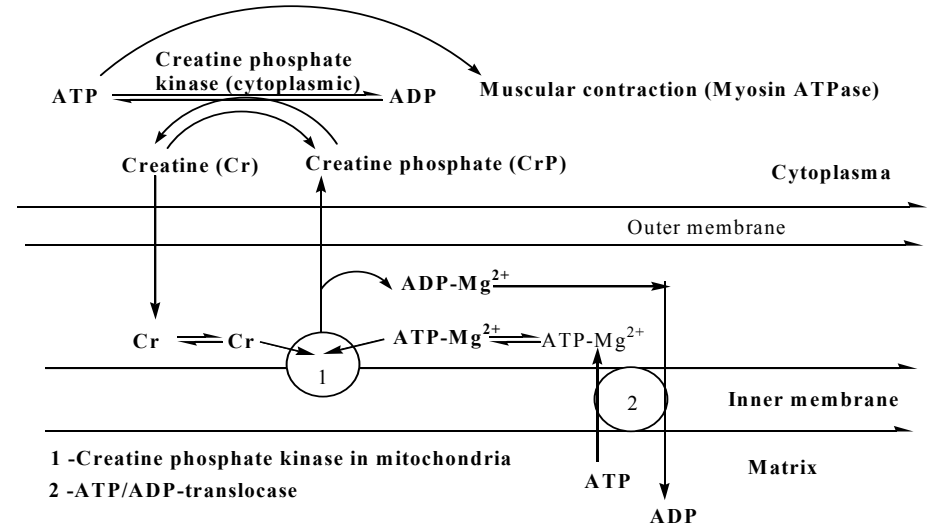 Creatine phosphate
kinase (cytoplasmic)
ATP
ADP
Muscular contraction (Myosin ATPase)
Creatine (Cr)
Creatine phosphate (CrP)
Cytoplasma
Outer membrane
ADP-Mg2+
Cr
Cr
ATP-Mg2+
ATP-Mg2+
1
2
Inner membrane
1 -Creatine phosphate kinase in mitochondria
Matrix
ATP
2 -ATP/ADP-translocase
ADP